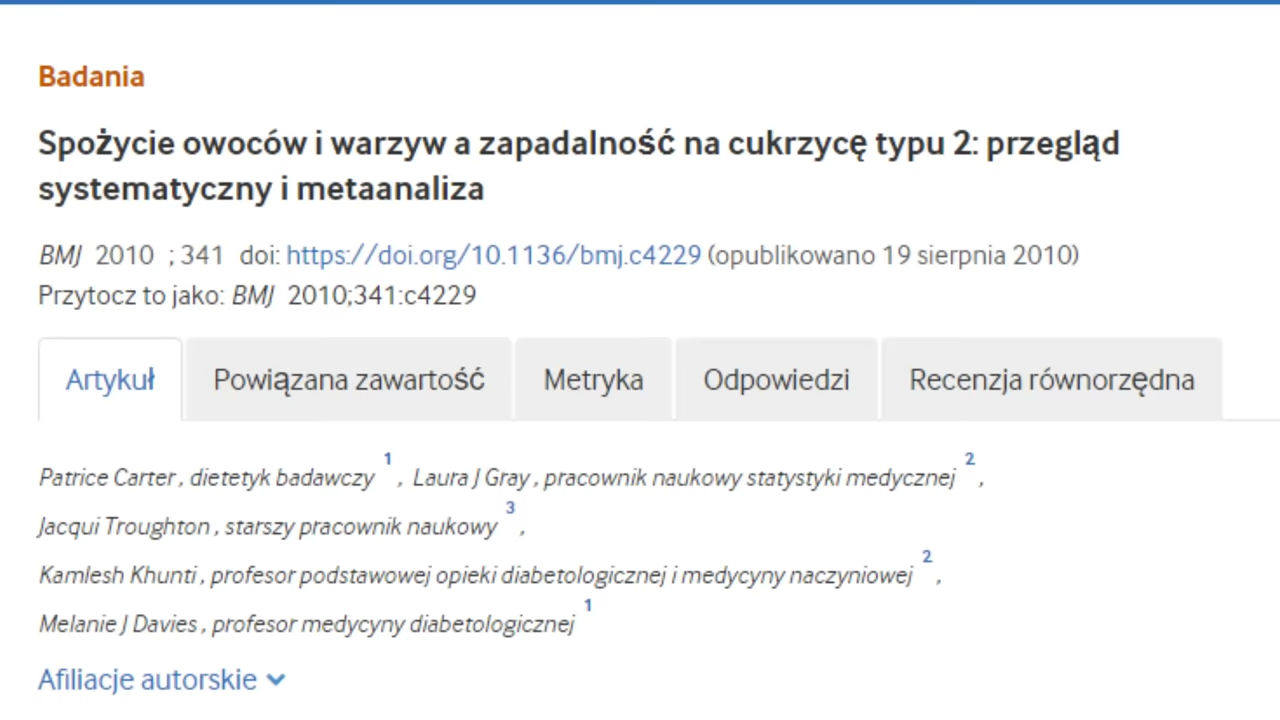 Badania
Spożycie owoców i warzyw a zapadalność na cukrzycę typu 2: przegląd
systematyczny i metaanaliza
BMJ 2010 ; 341 doi: https://doi.org/10.1136/bmj.c4229 (opublikowano 19 sierpnia 2010)
Przytocz to jako: BMJ 2010;341:c4229
Artykuł Powiązana zawartość Metryka Odpowiedzi Recenzja równorzędna
Patrice Carter , dietetyk badawczy 1 , Laura J Gray , pracownik naukowy statystyki medycznej 2 ,
Jacqui Troughton , starszy pracownik naukowy 3 ,
Kamlesh Khunti , profesor podstawowej opieki diabetologicznej i medycyny naczyniowej 2 ,
Melanie J Davies , profesor medycyny diabetologicznej 1
Afiliacje autorskie